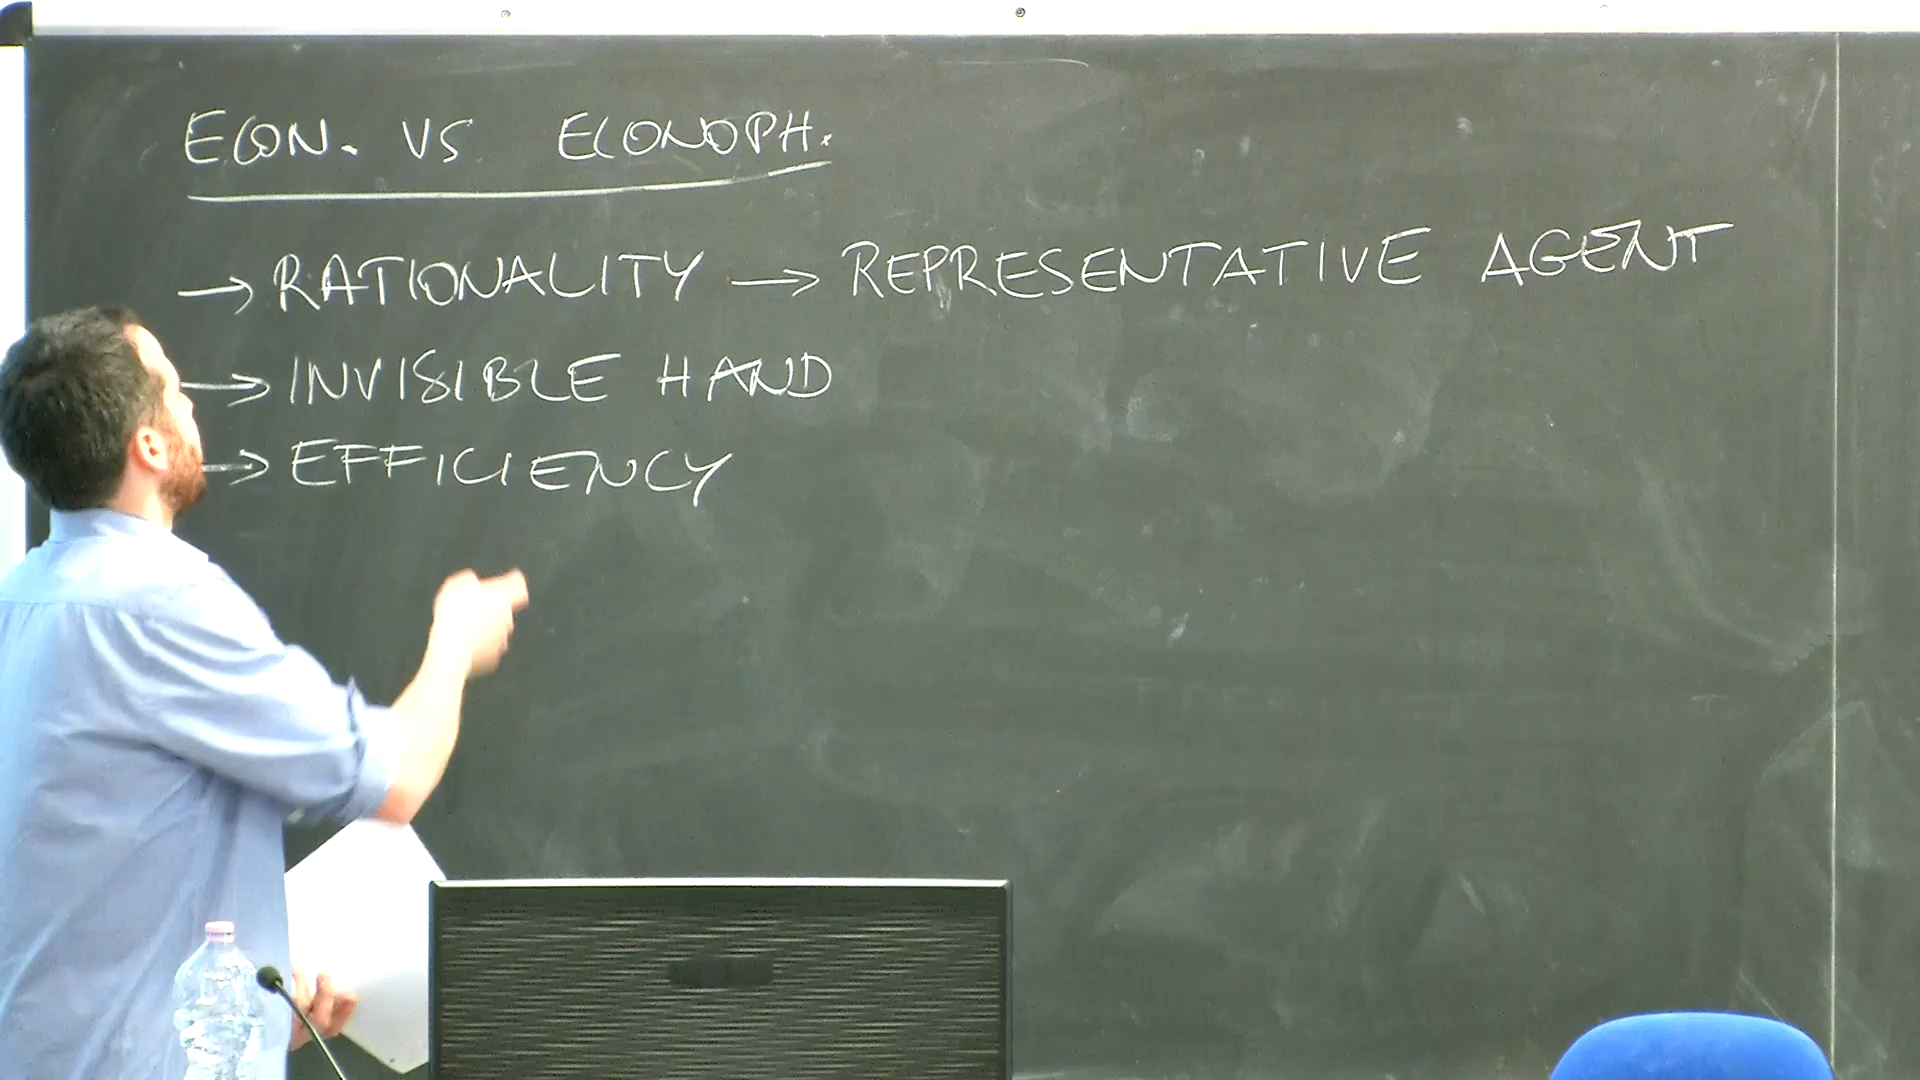 ECON. VS ECONOPH.
→ RATIONALITY → REPRESENTATIVE AGENT
→ INVISIBLE HAND
→ EFFICIENCY